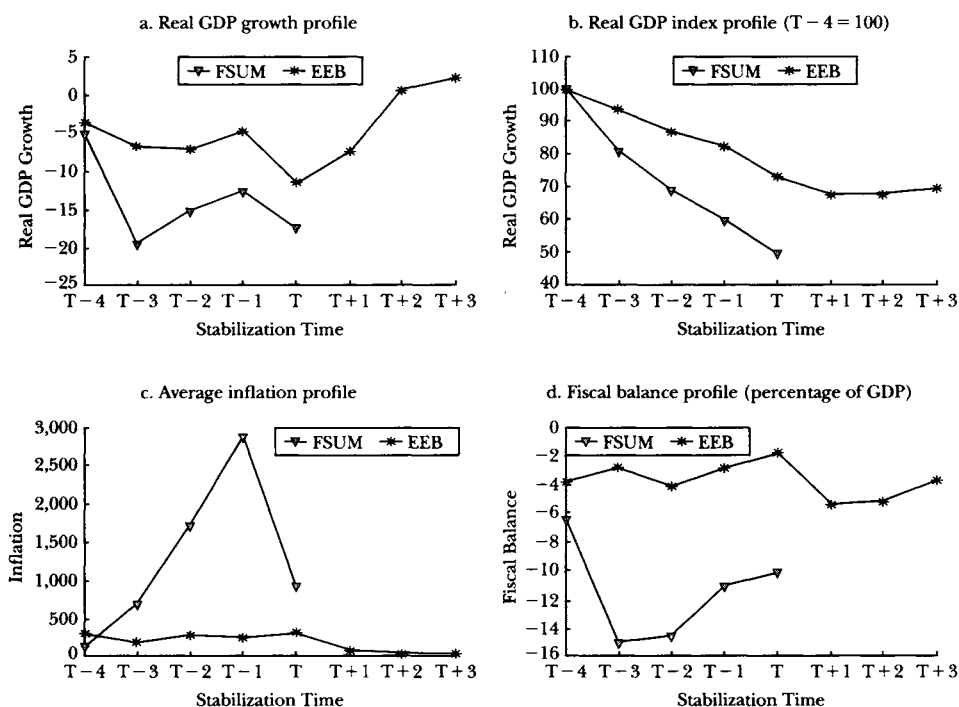 a. Real GDP growth profile
FSUM EEB
Real GDP Growth
5
0
−5
−10
−15
−20
−25
T − 4 T − 3 T − 2 T − 1 T T + 1 T + 2 T + 3
Stabilization Time
b. Real GDP index profile (T − 4 = 100)
FSUM EEB
Real GDP Growth
110
100
90
80
70
60
50
40
T − 4 T − 3 T − 2 T − 1 T T + 1 T + 2 T + 3
Stabilization Time
c. Average inflation profile
FSUM EEB
Inflation
3,000
2,500
2,000
1,500
1,000
500
0
T − 4 T − 3 T − 2 T − 1 T T + 1 T + 2 T + 3
Stabilization Time
d. Fiscal balance profile (percentage of GDP)
FSUM EEB
Fiscal Balance
0
−2
−4
−6
−8
−10
−12
−14
−16
T − 4 T − 3 T − 2 T − 1 T T + 1 T + 2 T + 3
Stabilization Time